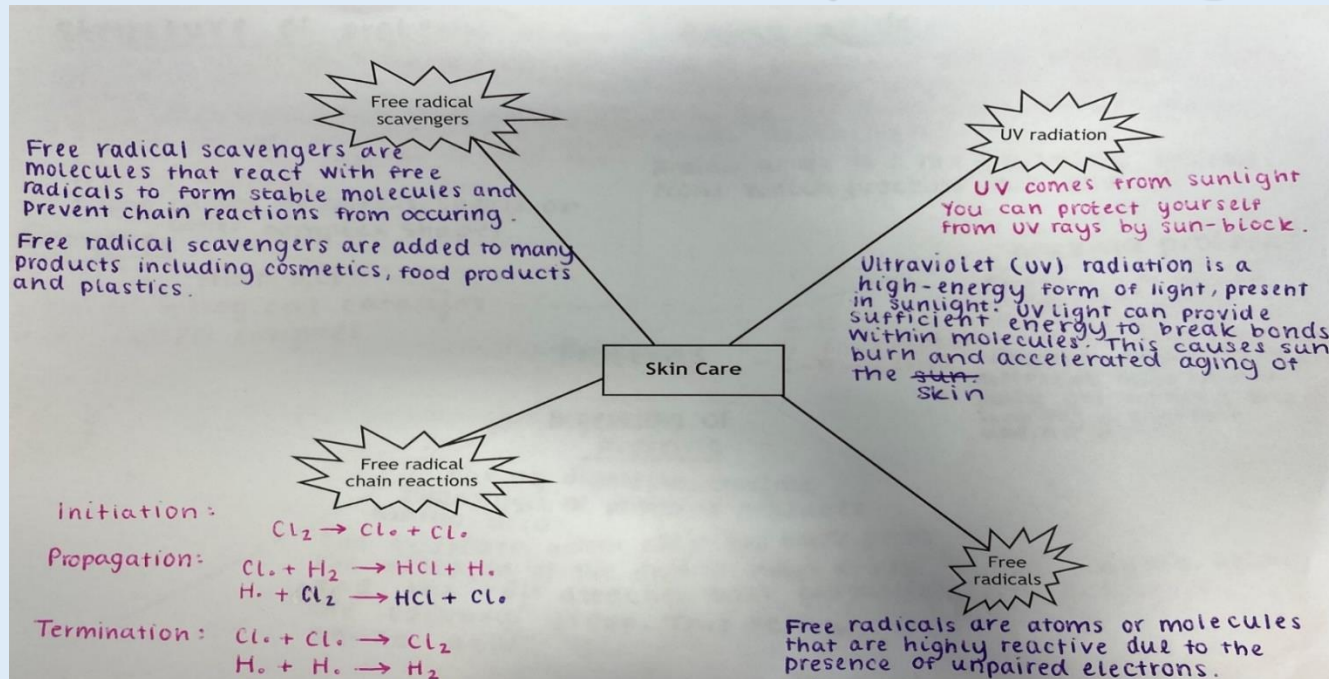 Free radical
scavengers
Free radical scavengers are
molecules that react with free
radicals to form stable molecules and
prevent chain reactions from occuring.
Free radical scavengers are added to many
products including cosmetics, food products
and plastics.
UV radiation
UV comes from sunlight
You can protect yourself
from UV rays by sun-block.
Ultraviolet (UV) radiation is a
high-energy form of light, present
in sunlight. UV light can provide
sufficient energy to break bonds
within molecules. This causes sun
burn and accelerated aging of
the sun.
skin
Skin Care
Free radical
chain reactions
Initiation:
Cl₂ → Cl. + Cl.
Propagation:
Cl. + H₂ → HCl + H.
H. + Cl₂ → HCl + Cl.
Termination:
Cl. + Cl. → Cl₂
H. + H. → H₂
Free
radicals
Free radicals are atoms or molecules
that are highly reactive due to the
presence of unpaired electrons.